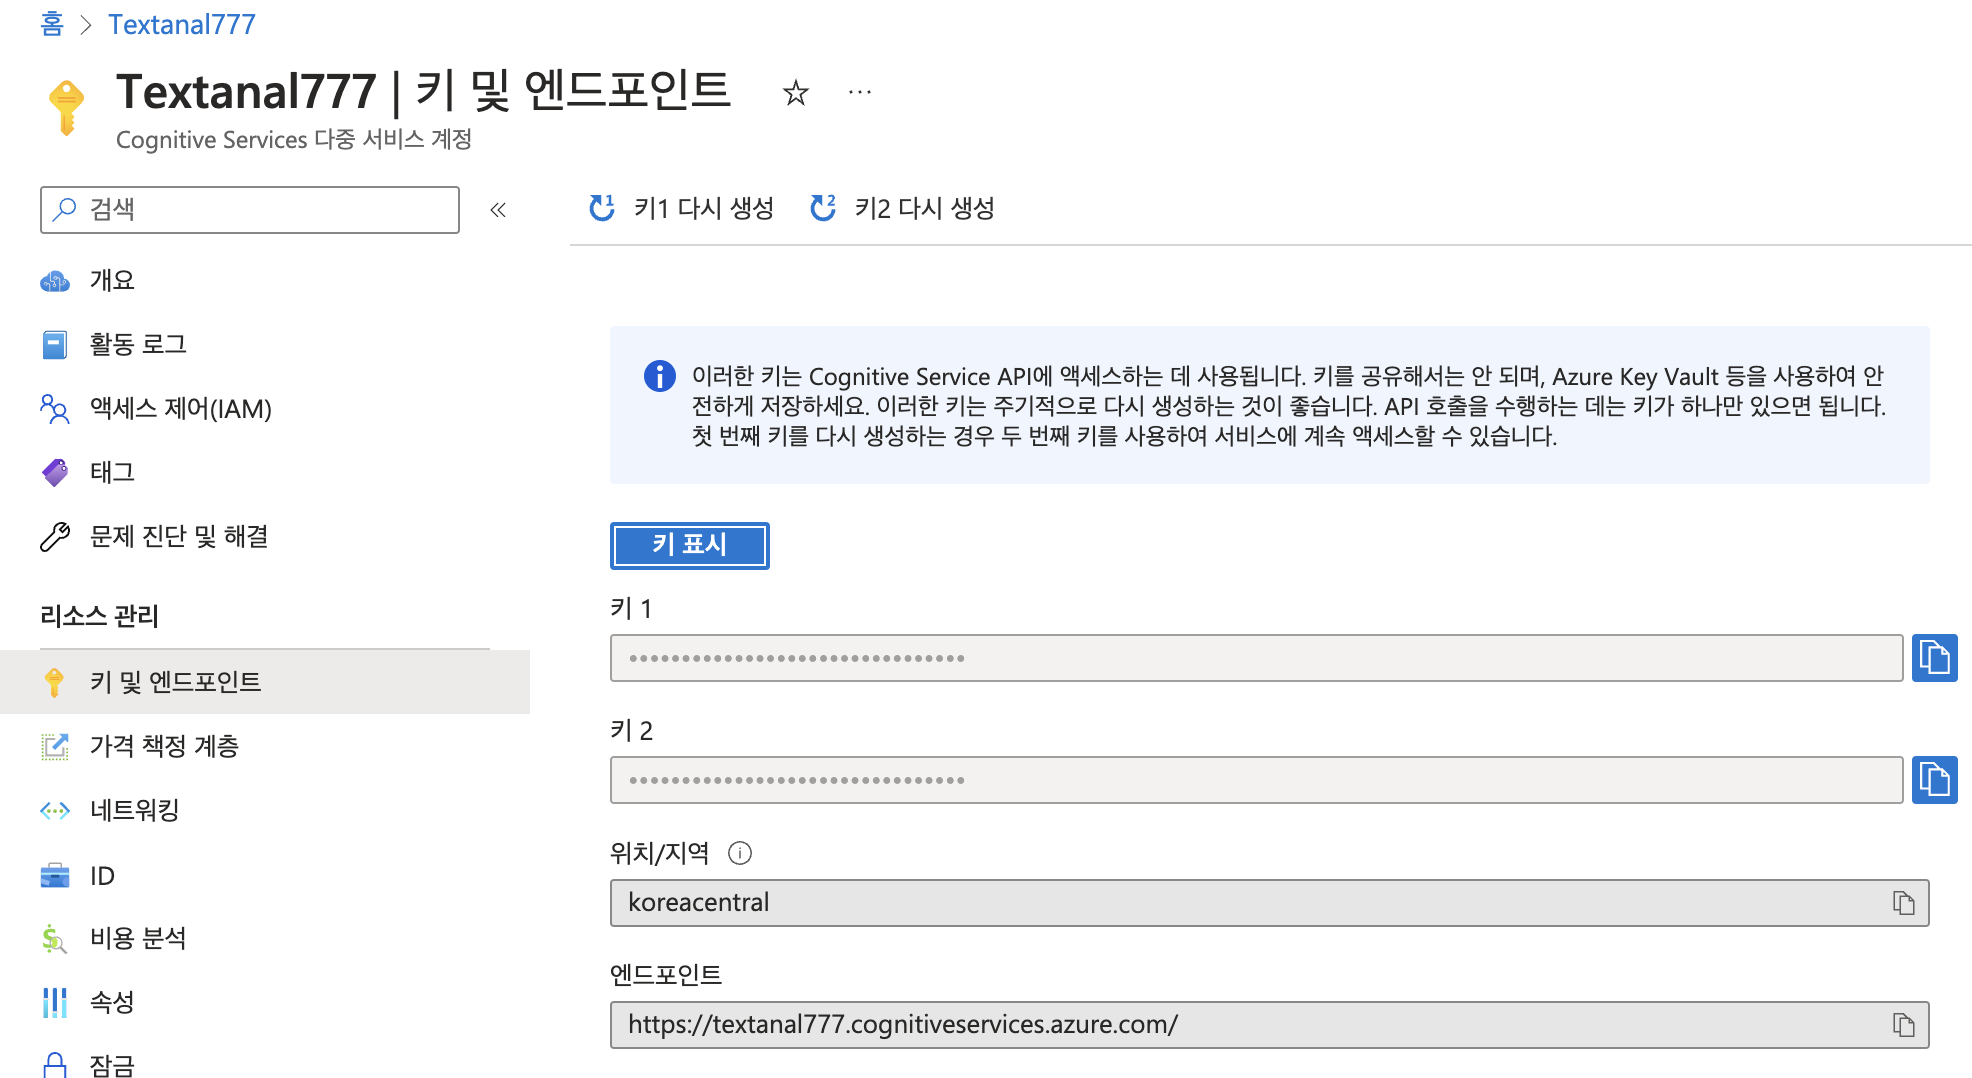 홈 > Textanal777
Textanal777 | 키 및 엔드포인트
Cognitive Services 다중 서비스 계정
검색
개요
활동 로그
액세스 제어(IAM)
태그
문제 진단 및 해결
리소스 관리
키 및 엔드포인트
가격 책정 계층
네트워킹
ID
비용 분석
속성
잠금
키1 다시 생성 키2 다시 생성
이러한 키는 Cognitive Service API에 액세스하는 데 사용됩니다. 키를 공유해서는 안 되며, Azure Key Vault 등을 사용하여 안
전하게 저장하세요. 이러한 키는 주기적으로 다시 생성하는 것이 좋습니다. API 호출을 수행하는 데는 키가 하나만 있으면 됩니다.
첫 번째 키를 다시 생성하는 경우 두 번째 키를 사용하여 서비스에 계속 액세스할 수 있습니다.
키 표시
키 1
••••••••••••••••••••••••••••••••
키 2
••••••••••••••••••••••••••••••••
위치/지역
koreacentral
엔드포인트
https://textanal777.cognitiveservices.azure.com/